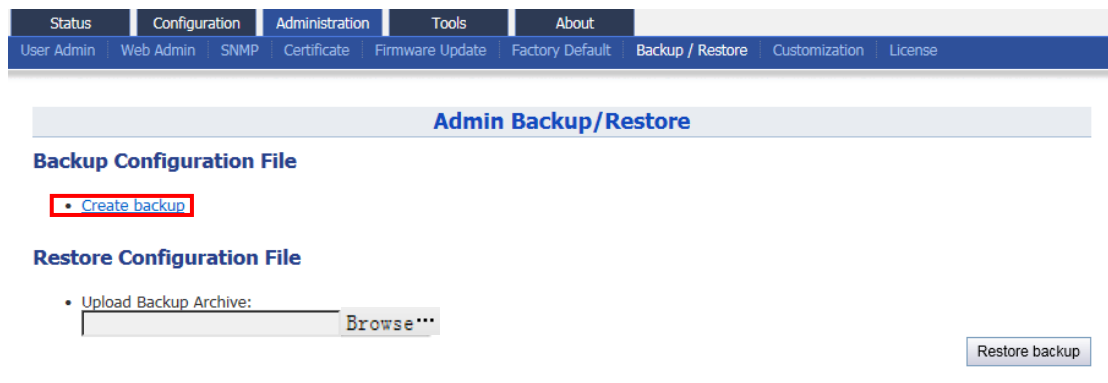 Status Configuration Administration Tools About
User Admin Web Admin SNMP Certificate Firmware Update Factory Default Backup / Restore Customization License
Admin Backup/Restore
Backup Configuration File
• Create backup
Restore Configuration File
• Upload Backup Archive:
Browse…
Restore backup